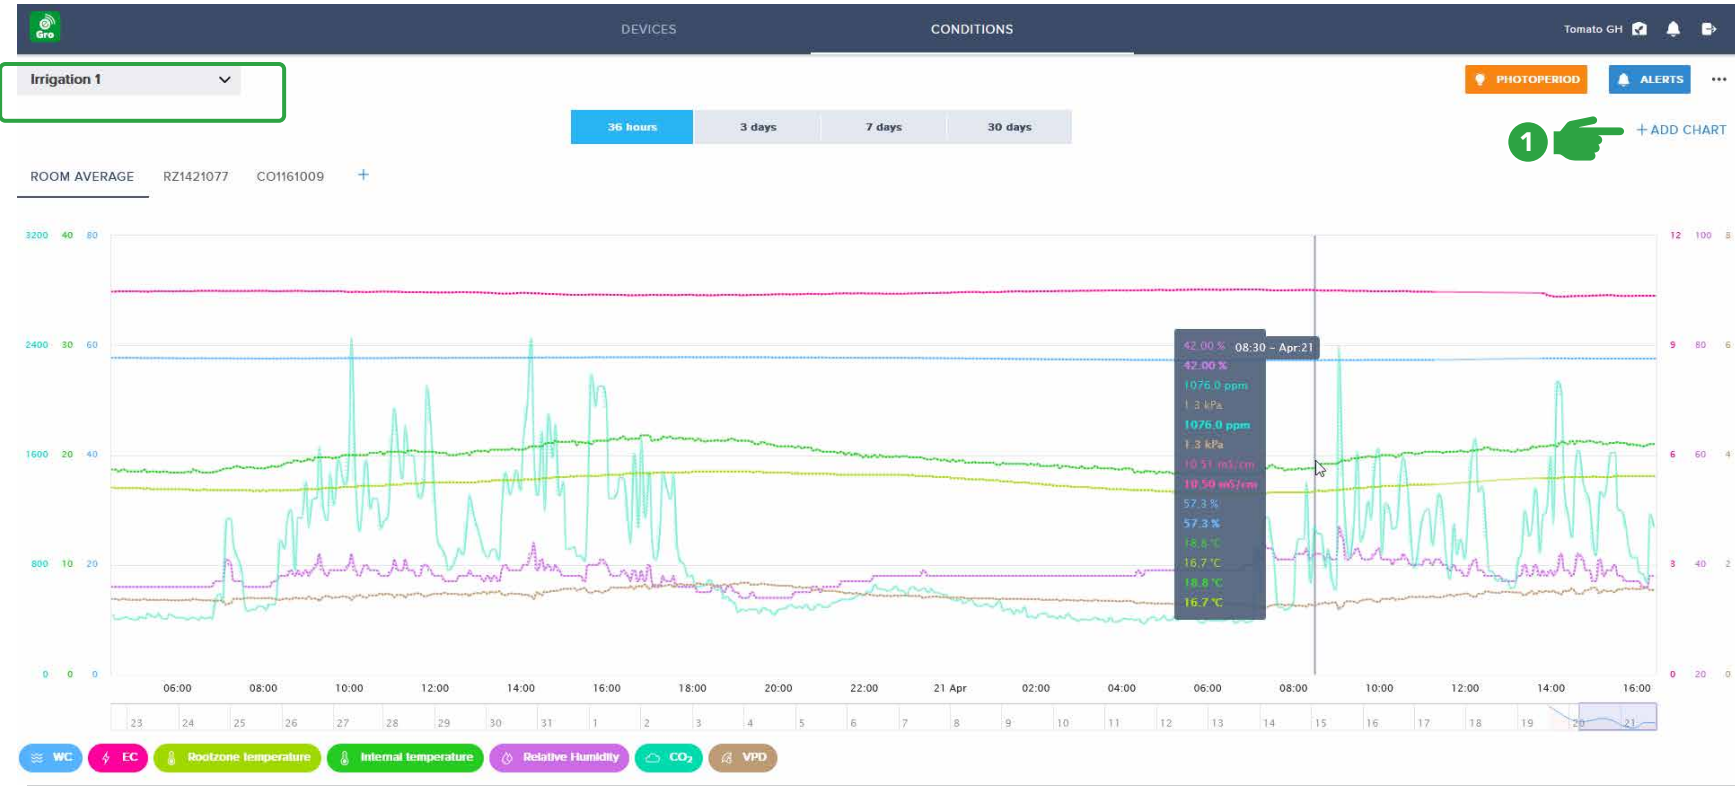 Gro
DEVICES
CONDITIONS
Tomato GH
Irrigation 1
PHOTOPERIOD
ALERTS
36 hours
3 days
7 days
30 days
1
+ ADD CHART
ROOM AVERAGE
RZ1421077
CO1161009
+
3200 40 80
12 100 8
2400 30 60
9 80 6
1600 20 40
6 60 4
800 10 20
3 40 2
0 0 0
0 20 0
42.00 %
08:30 - Apr.21
42.00 %
1076.0 ppm
1.3 kPa
1076.0 ppm
1.3 kPa
10.51 mS/cm
10.50 mS/cm
57.3 %
57.3 %
18.8 °C
16.7 °C
18.8 °C
16.7 °C
06:00 08:00 10:00 12:00 14:00 16:00 18:00 20:00 22:00 21 Apr 02:00 04:00 06:00 08:00 10:00 12:00 14:00 16:00
23 24 25 26 27 28 29 30 31 1 2 3 4 5 6 7 8 9 10 11 12 13 14 15 16 17 18 19 20 21
WC
EC
Rootzone temperature
Internal temperature
Relative Humidity
CO₂
VPD